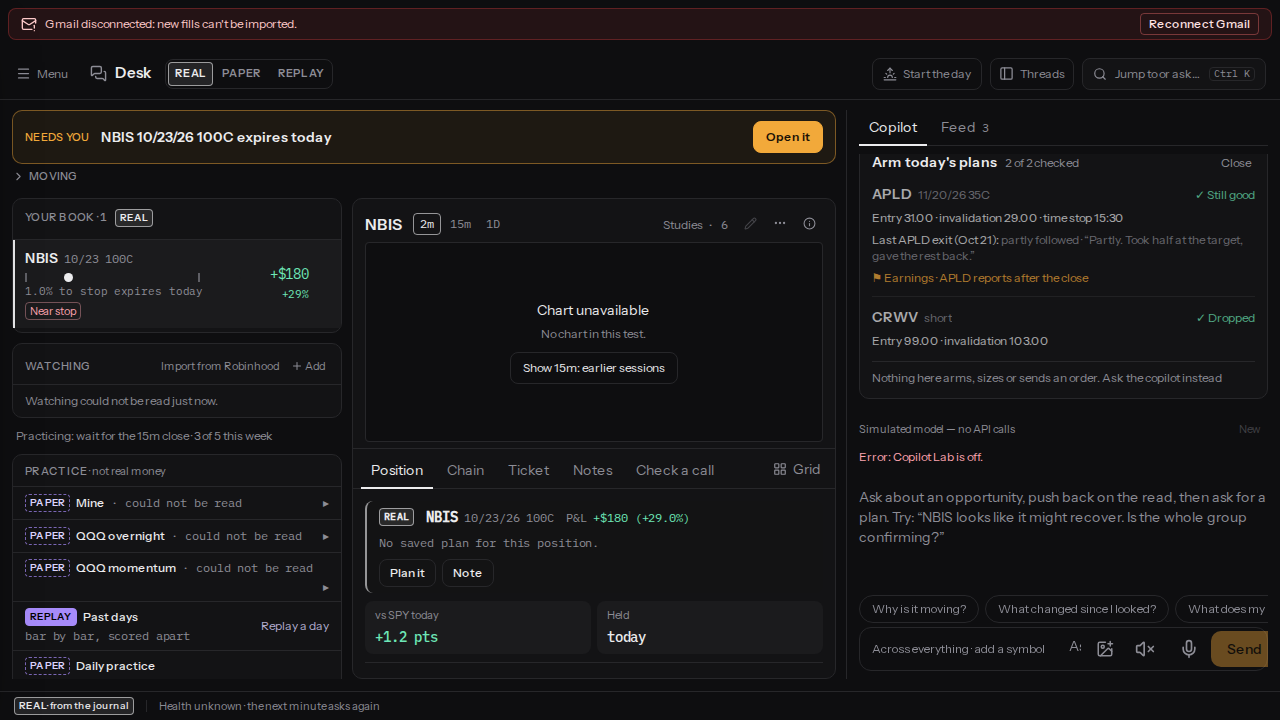 Gmail disconnected: new fills can't be imported.
Reconnect Gmail
Menu
Desk
REAL PAPER REPLAY
Start the day
Threads
Jump to or ask... Ctrl K
NEEDS YOU NBIS 10/23/26 100C expires today
Open it
MOVING
YOUR BOOK · 1 REAL
NBIS 10/23 100C
+$180
1.0% to stop expires today
+29%
Near stop
WATCHING
Import from Robinhood
+ Add
Watching could not be read just now.
Practicing: wait for the 15m close · 3 of 5 this week
PRACTICE · not real money
PAPER Mine · could not be read
PAPER QQQ overnight · could not be read
PAPER QQQ momentum · could not be read
REPLAY Past days
bar by bar, scored apart
Replay a day
PAPER Daily practice
NBIS 2m 15m 1D
Studies · 6
Chart unavailable
No chart in this test.
Show 15m: earlier sessions
Position Chain Ticket Notes Check a call Grid
REAL NBIS 10/23/26 100C P&L +$180 (+29.0%)
No saved plan for this position.
Plan it
Note
vs SPY today
+1.2 pts
Held
today
Copilot Feed 3
Arm today's plans 2 of 2 checked Close
APLD 11/20/26 35C ✓ Still good
Entry 31.00 · invalidation 29.00 · time stop 15:30
Last APLD exit (Oct 21): partly followed · “Partly. Took half at the target,
gave the rest back.”
⚑ Earnings · APLD reports after the close
CRWV short ✓ Dropped
Entry 99.00 · invalidation 103.00
Nothing here arms, sizes or sends an order. Ask the copilot instead
Simulated model — no API calls New
Error: Copilot Lab is off.
Ask about an opportunity, push back on the read, then ask for a
plan. Try: “NBIS looks like it might recover. Is the whole group
confirming?”
Why is it moving?
What changed since I looked?
What does my
Across everything · add a symbol
Send
REAL · from the journal
Health unknown · the next minute asks again